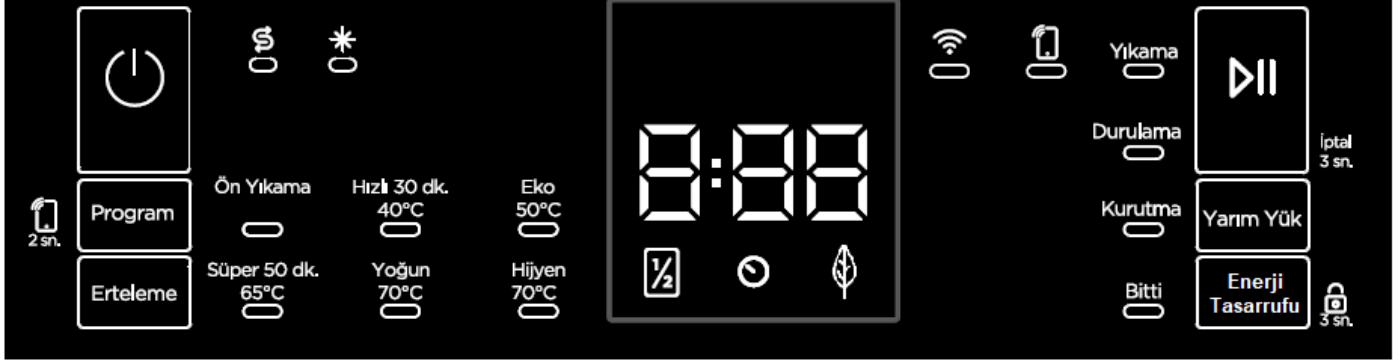 Yıkama
8:88
Durulama
İptal
3 sn.
Ön Yıkama
Hızlı 30 dk.
40°C
Eko
50°C
Program
2 sn.
Kurutma
Yarım Yük
Süper 50 dk.
65°C
Yoğun
70°C
Hijyen
70°C
1/2
Erteleme
Bitti
Enerji
Tasarrufu
3 sn.